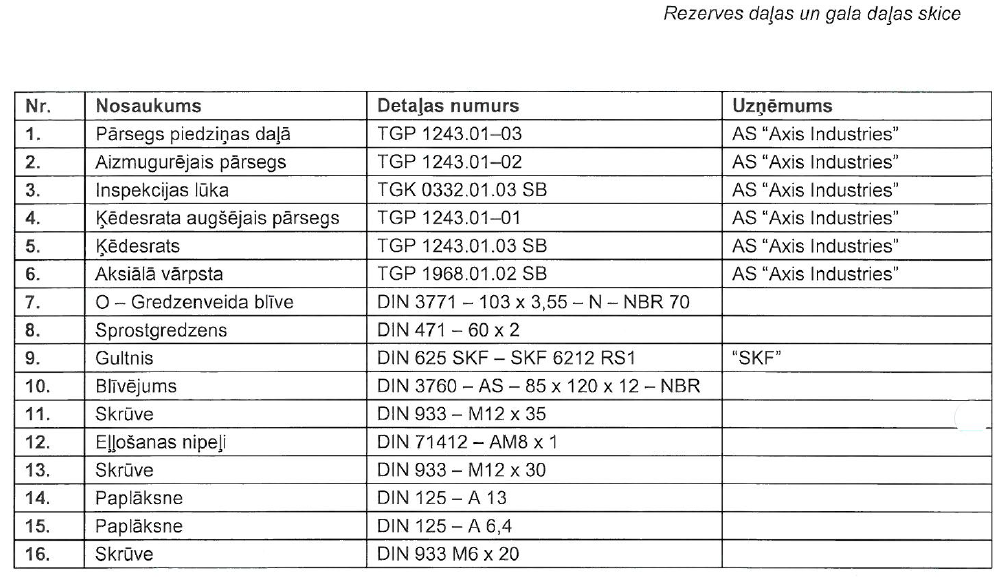 Rezerves daļas un gala daļas skice
Nr. Nosaukums Detaļas numurs Uzņēmums
1. Pārsegs piedziņas daļā TGP 1243.01–03 AS “Axis Industries”
2. Aizmugurējais pārsegs TGP 1243.01–02 AS “Axis Industries”
3. Inspekcijas lūka TGK 0332.01.03 SB AS “Axis Industries”
4. Ķēdesrata augšējais pārsegs TGP 1243.01–01 AS “Axis Industries”
5. Ķēdesrats TGP 1243.01.03 SB AS “Axis Industries”
6. Aksiālā vārpsta TGP 1968.01.02 SB AS “Axis Industries”
7. O – Gredzenveida blīve DIN 3771 – 103 x 3,55 – N – NBR 70
8. Sprostgredzens DIN 471 – 60 x 2
9. Gultnis DIN 625 SKF – SKF 6212 RS1 “SKF”
10. Blīvējums DIN 3760 – AS – 85 x 120 x 12 – NBR
11. Skrūve DIN 933 – M12 x 35
12. Eļļošanas nipeļi DIN 71412 – AM8 x 1
13. Skrūve DIN 933 – M12 x 30
14. Paplāksne DIN 125 – A 13
15. Paplāksne DIN 125 – A 6,4
16. Skrūve DIN 933 M6 x 20